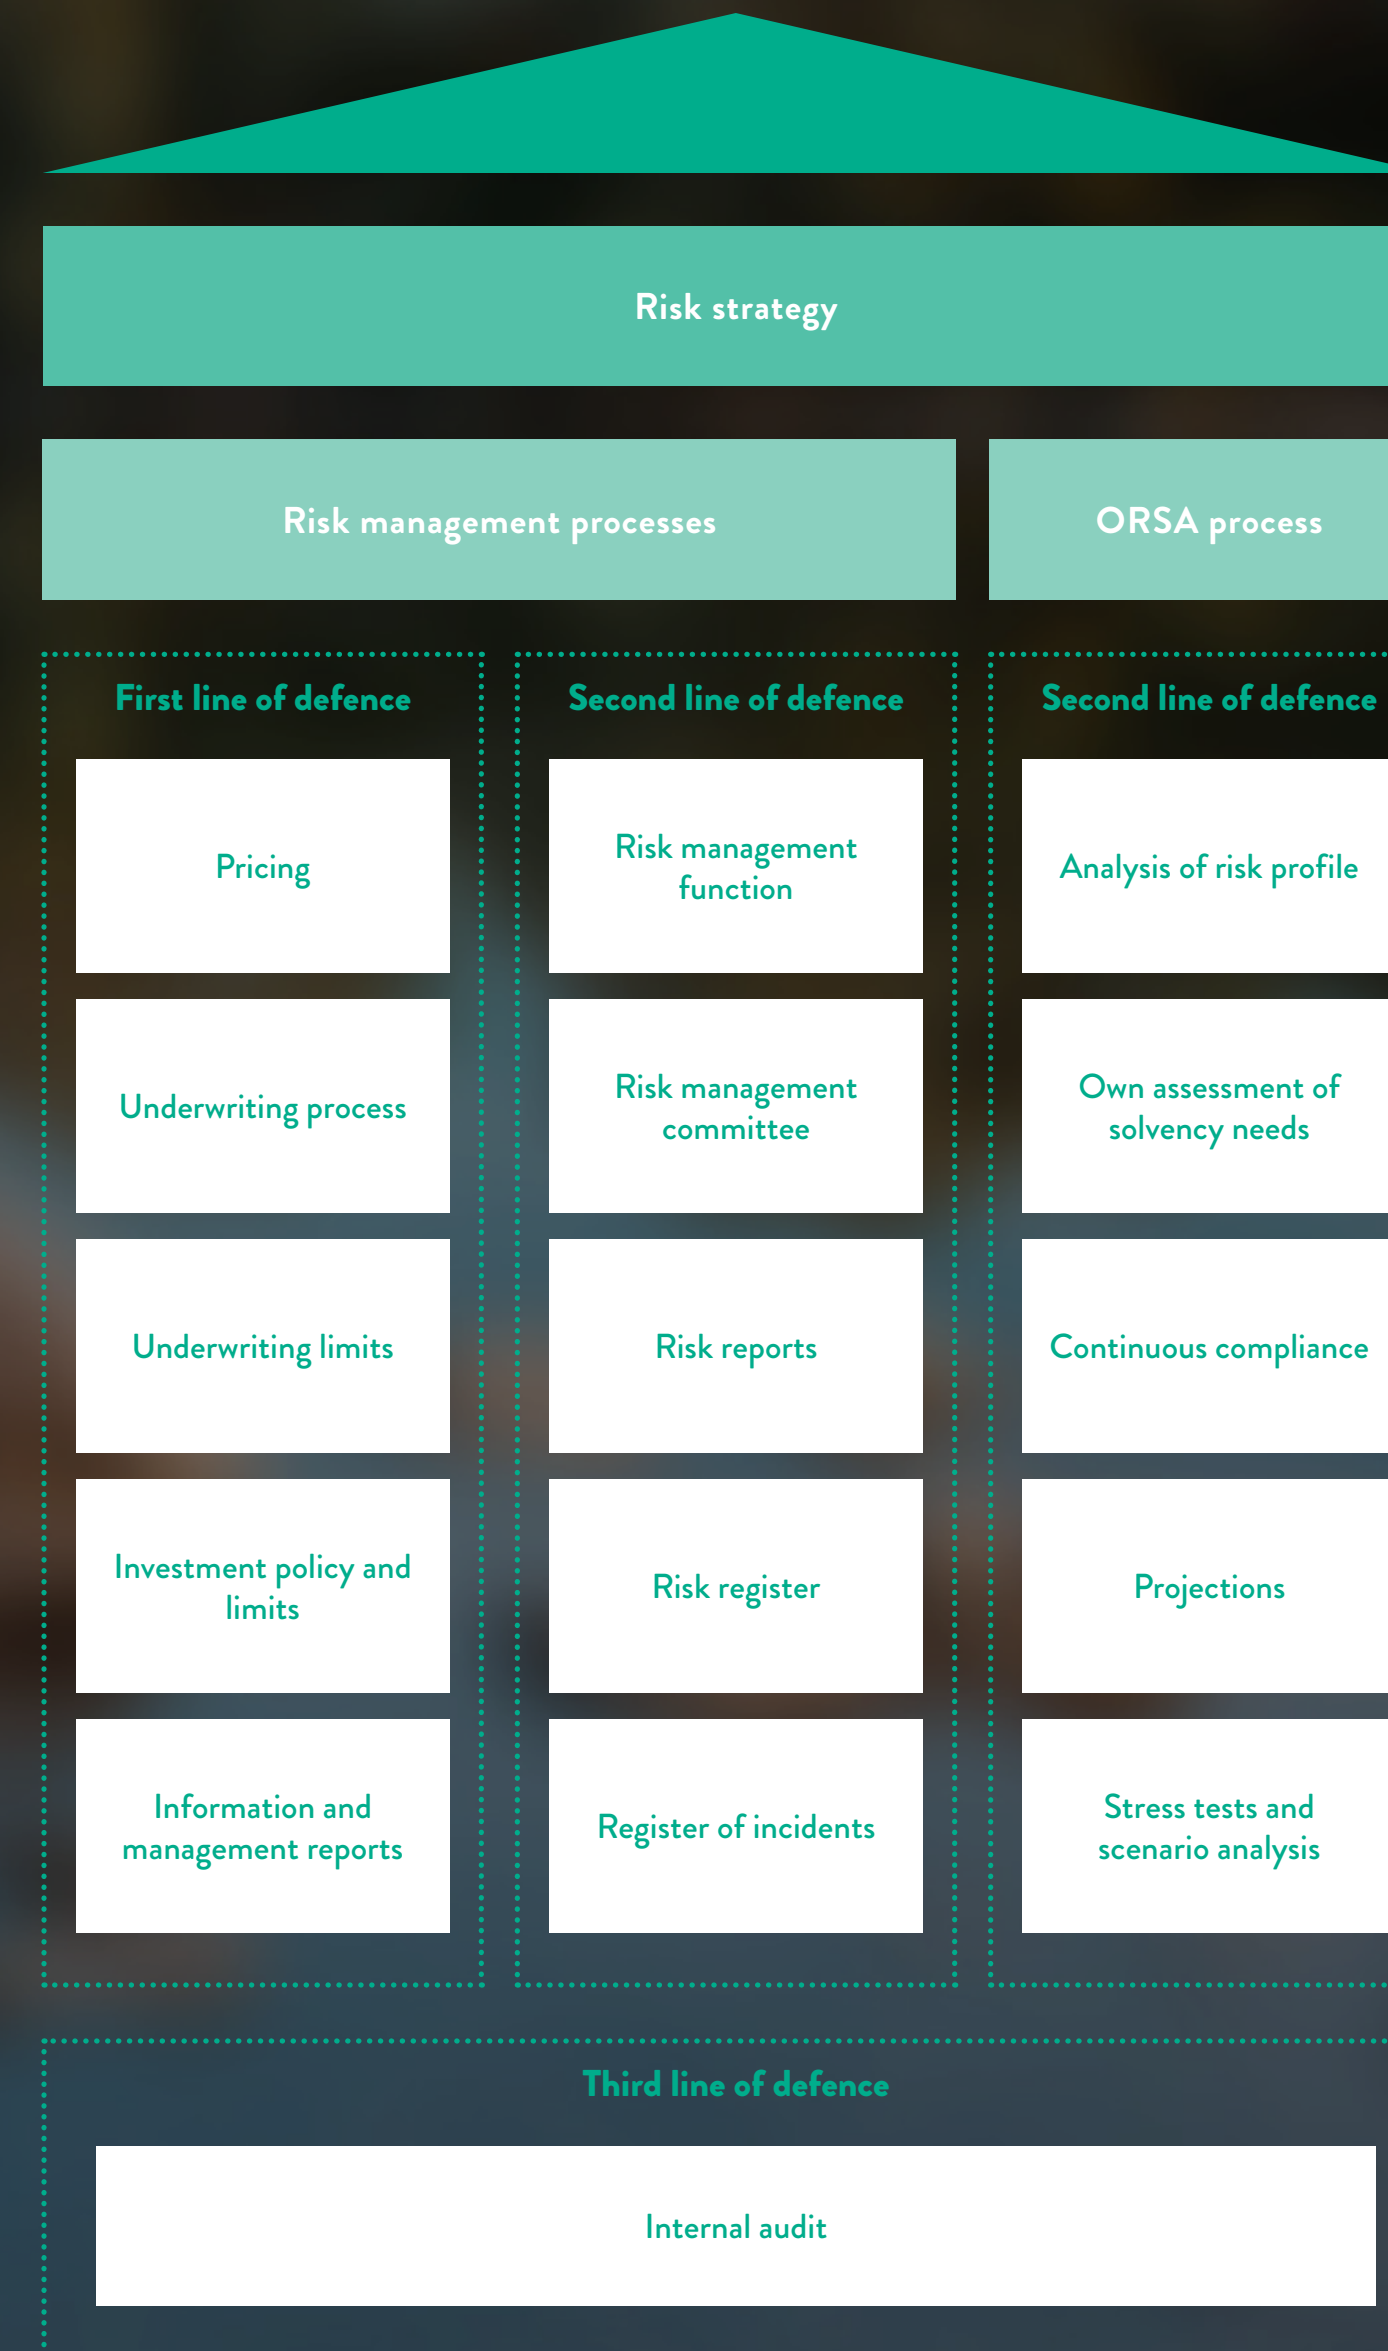 Risk strategy
Risk management processes
ORSA process
First line of defence
Pricing
Underwriting process
Underwriting limits
Investment policy and
limits
Information and
management reports
Second line of defence
Risk management
function
Risk management
committee
Risk reports
Risk register
Register of incidents
Second line of defence
Analysis of risk profile
Own assessment of
solvency needs
Continuous compliance
Projections
Stress tests and
scenario analysis
Third line of defence
Internal audit